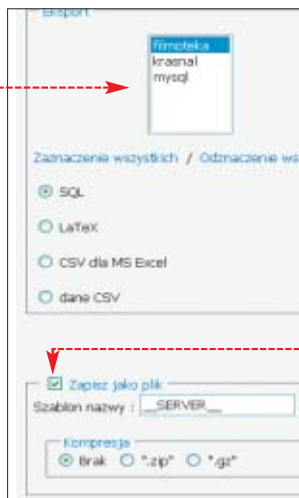 Eksport
filmoteka
krasnal
mysql
Zaznaczenie wszystkich / Odznaczenie ws
SQL
LaTeX
CSV dla MS Excel
dane CSV
Zapisz jako plik
Szablon nazwy : __SERVER__
Kompresja
Brak ".zip" ".gz"